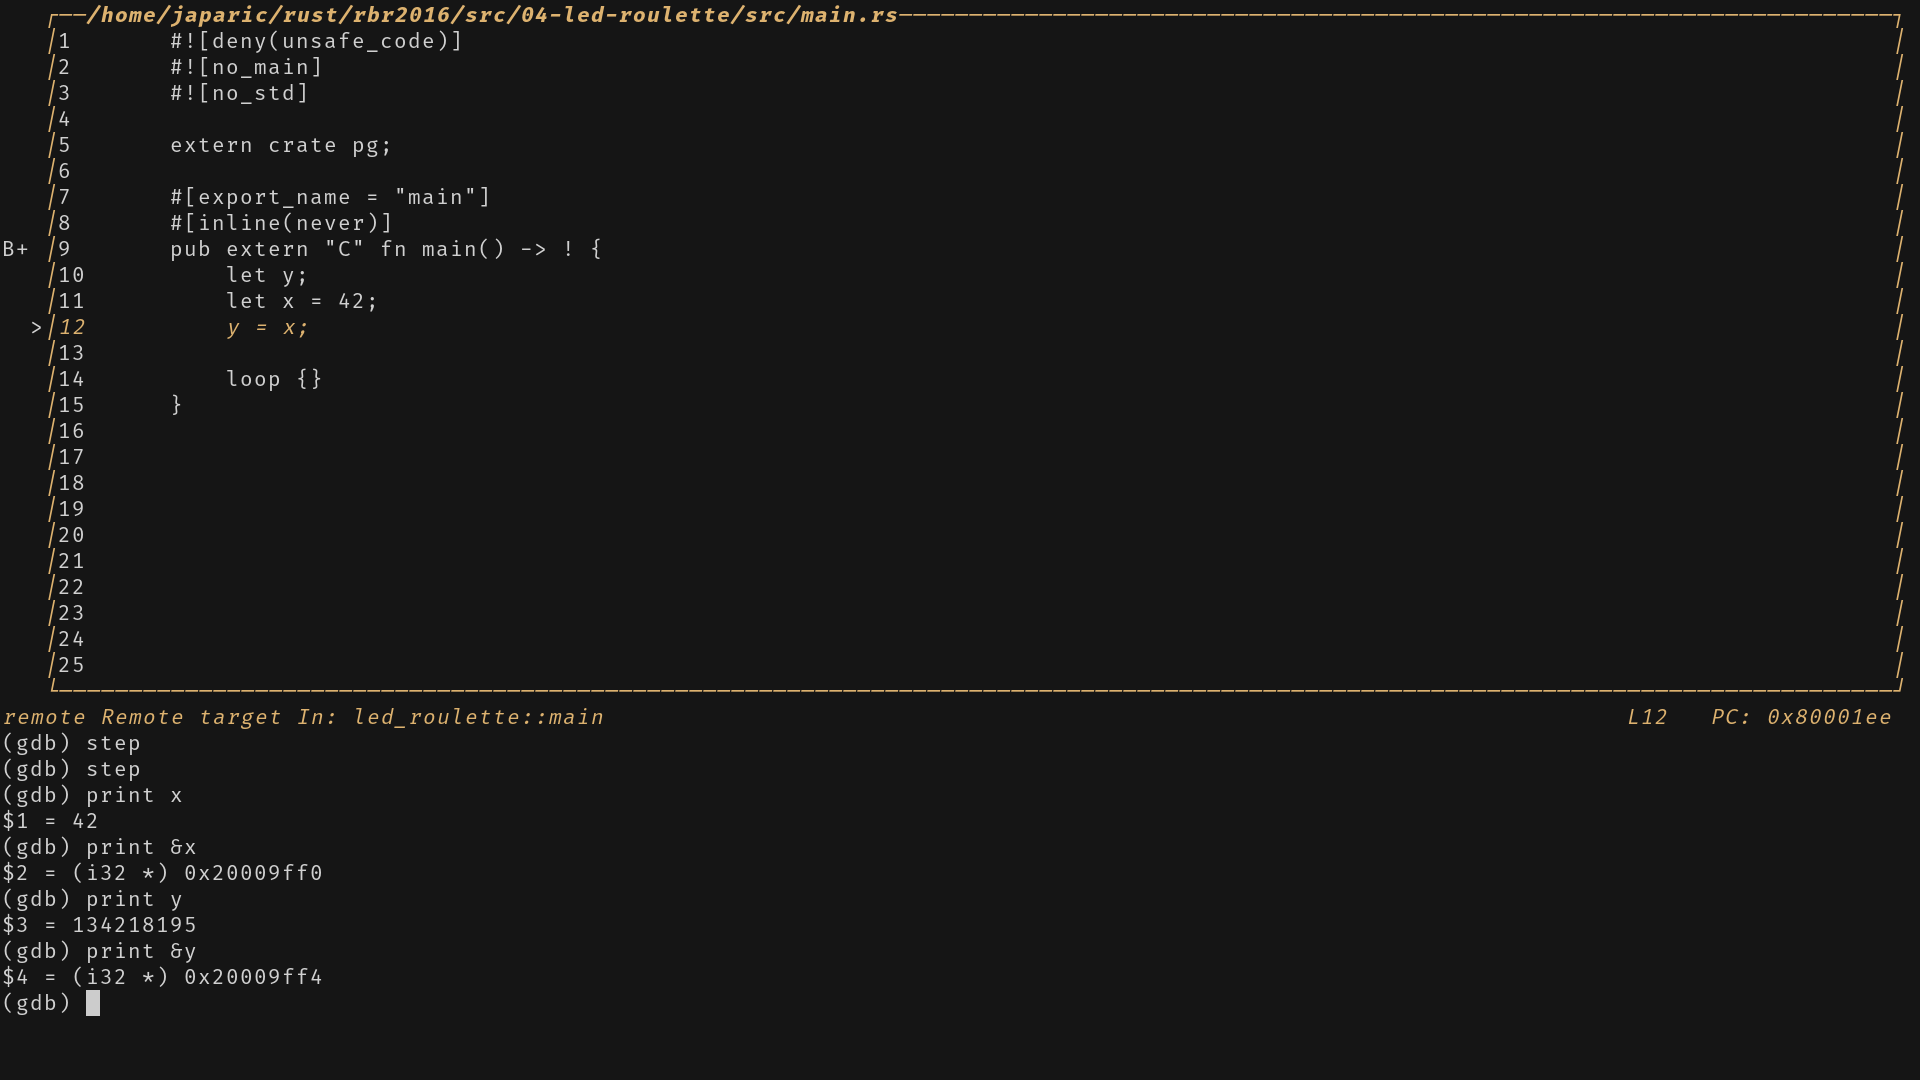 /home/japaric/rust/rbr2016/src/04-led-roulette/src/main.rs
1 #![deny(unsafe_code)]
2 #![no_main]
3 #![no_std]
4
5 extern crate pg;
6
7 #[export_name = "main"]
8 #[inline(never)]
B+ 9 pub extern "C" fn main() -> ! {
10 let y;
11 let x = 42;
>12 y = x;
13
14 loop {}
15 }
16
17
18
19
20
21
22
23
24
25
remote Remote target In: led_roulette::main L12 PC: 0x80001ee
(gdb) step
(gdb) step
(gdb) print x
$1 = 42
(gdb) print &x
$2 = (i32 *) 0x20009ff0
(gdb) print y
$3 = 134218195
(gdb) print &y
$4 = (i32 *) 0x20009ff4
(gdb)